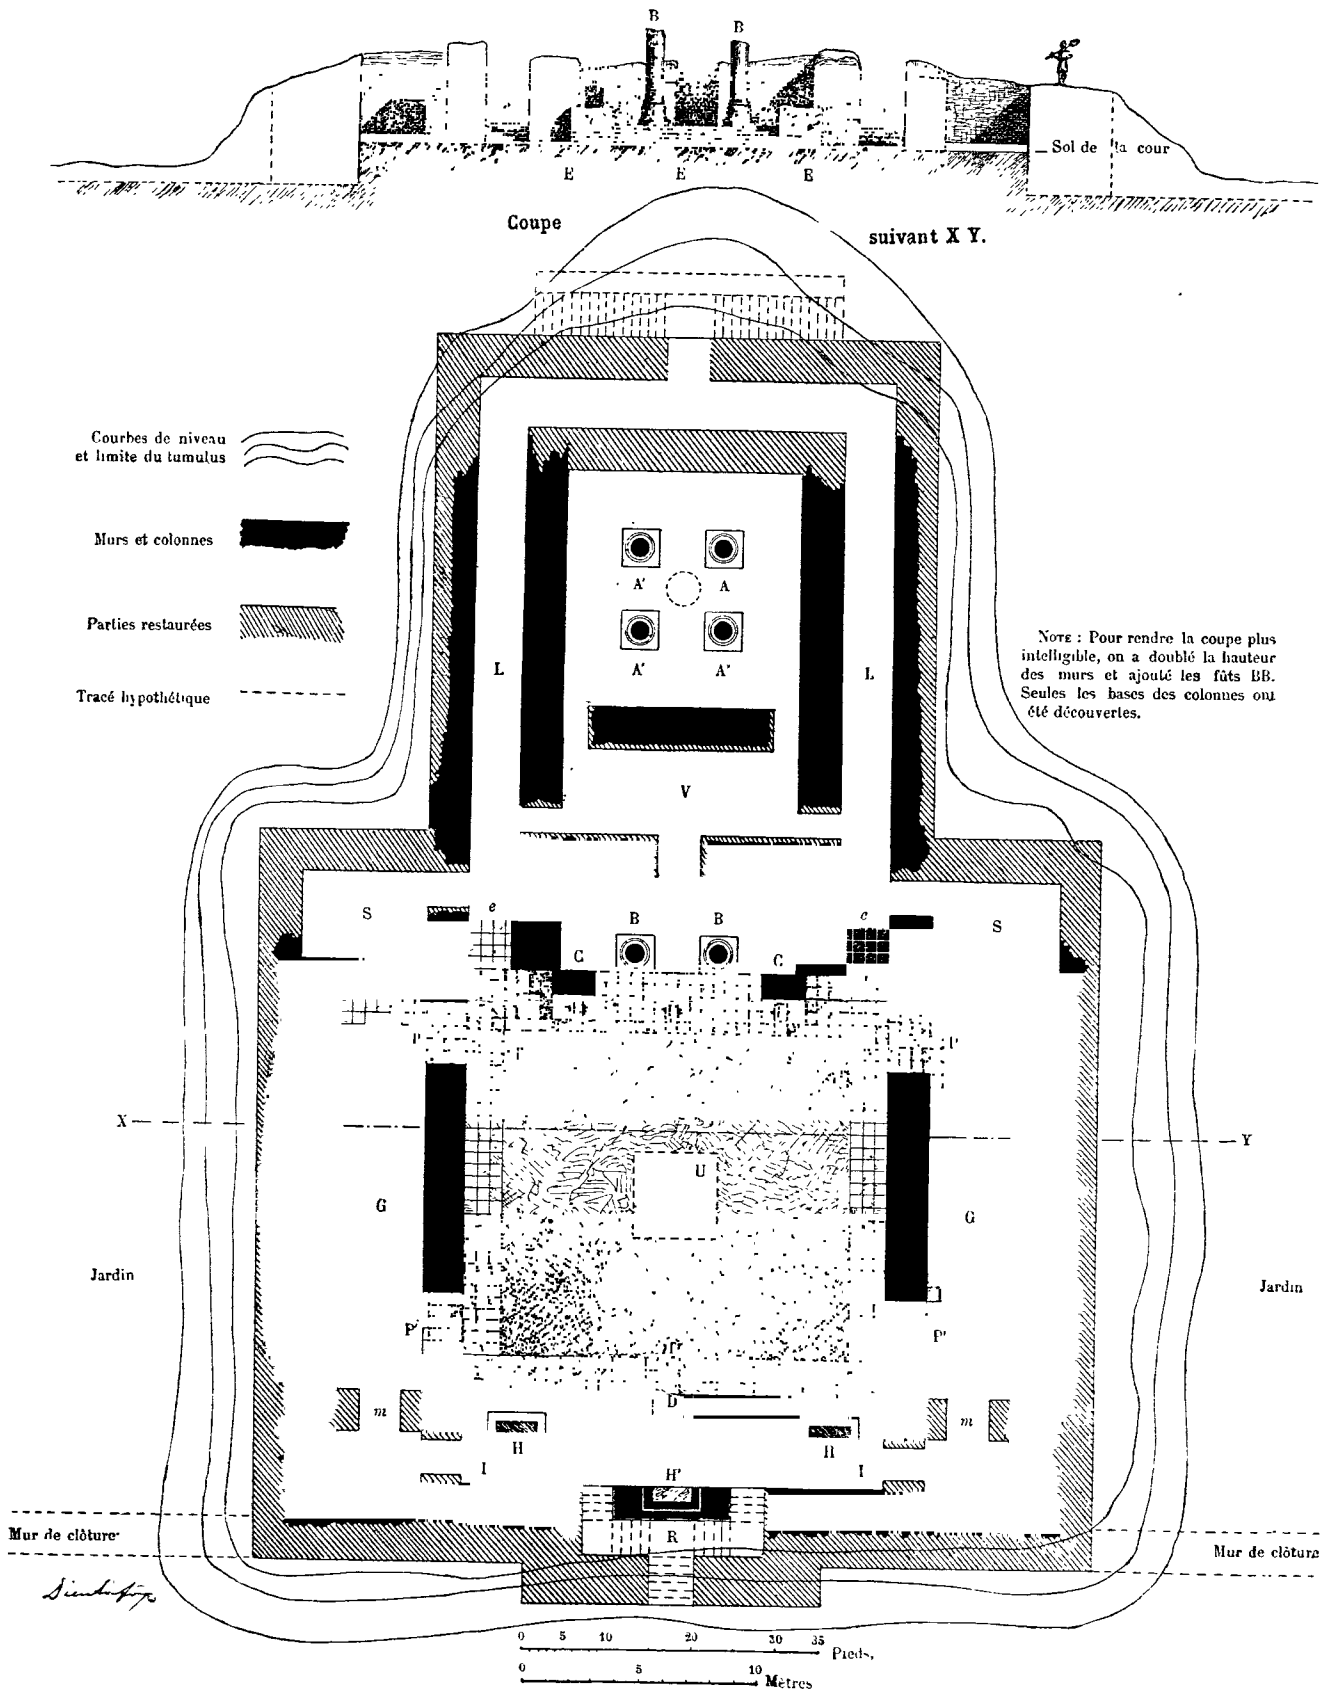 B
B
Sol de la cour
E E E
Coupe suivant X Y.
Courbes de niveau
et limite du tumulus
Murs et colonnes
Parties restaurées
Tracé hypothétique
A' A
A' A"
L L
NOTE : Pour rendre la coupe plus
intelligible, on a doublé la hauteur
des murs et ajouté les fûts BB.
Seules les bases des colonnes ont
été découvertes.
V
S e B B c S
C C
P P
X Y
U
G G
Jardin Jardin
P' P'
D
m m
H H
I I
H'
R
Mur de clôture
Mur de clôture
0 5 10 20 30 35
Pieds,
0 5 10
Mètres